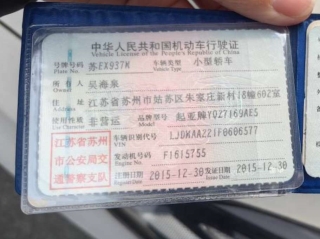 中华人民共和国机动车行驶证
Vehicle License of the People's Republic of China
号牌号码 苏EX937K 车辆类型 小型轿车
Plate No. Vehicle Type
所有人 吴海泉
Owner
住址 江苏省苏州市姑苏区朱家庄新村18幢602室
Address
使用性质 非营运 品牌型号 起亚牌YQZ7169AE5
Use Character Model
江苏省苏州
市公安局交
通警察支队
车辆识别代号 LJDKAA221F0606577
VIN
发动机号码 F1615755
Engine No.
注册日期 2015-12-30 发证日期 2015-12-30
Register Date Issue Date